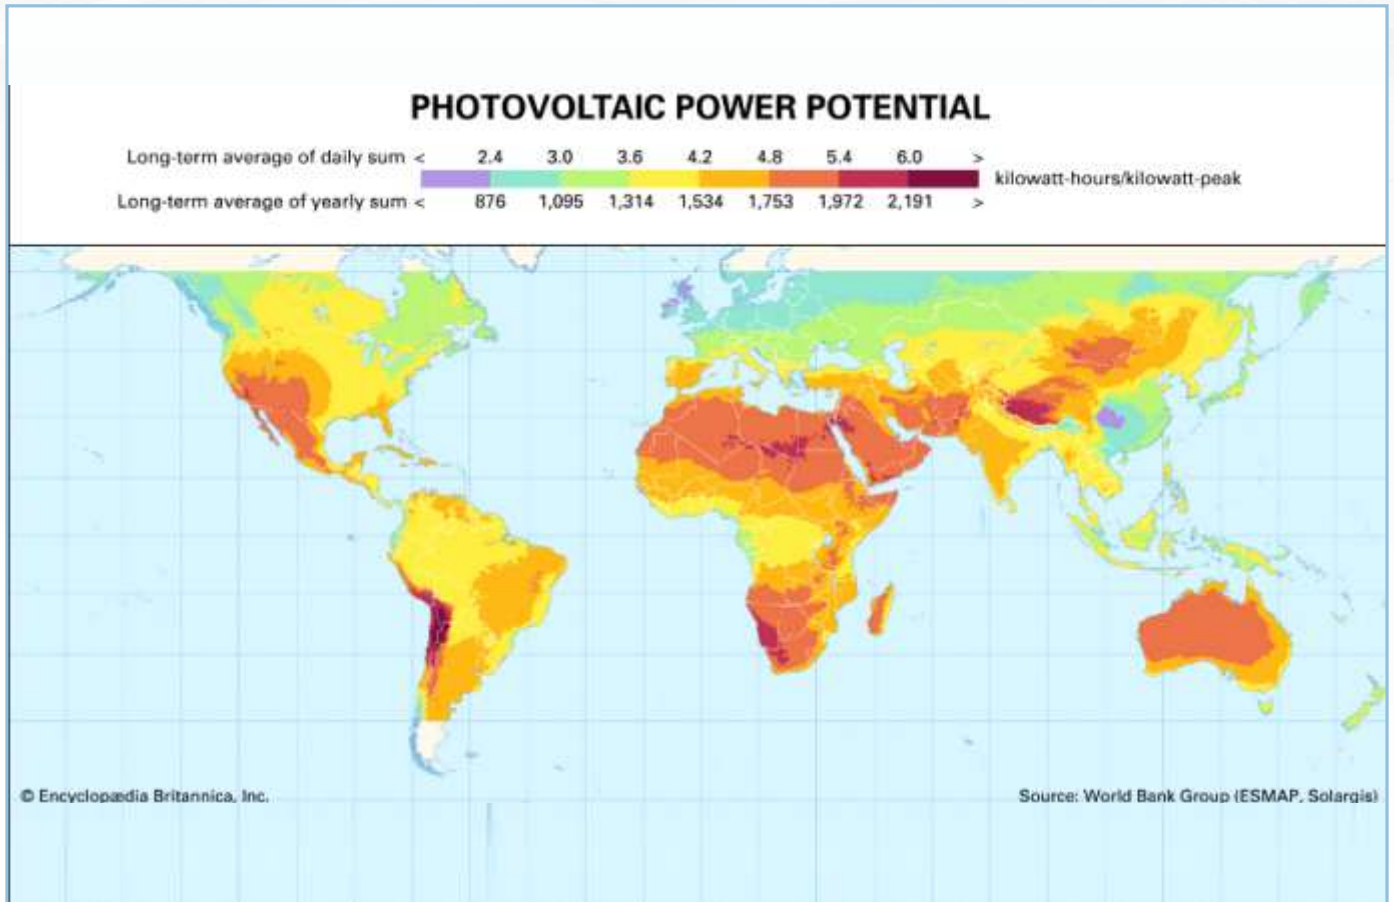 PHOTOVOLTAIC POWER POTENTIAL
Long-term average of daily sum < 2.4 3.0 3.6 4.2 4.8 5.4 6.0 >
kilowatt-hours/kilowatt-peak
Long-term average of yearly sum < 876 1,095 1,314 1,534 1,753 1,972 2,191 >
© Encyclopædia Britannica, Inc.
Source: World Bank Group (ESMAP, Solargis)